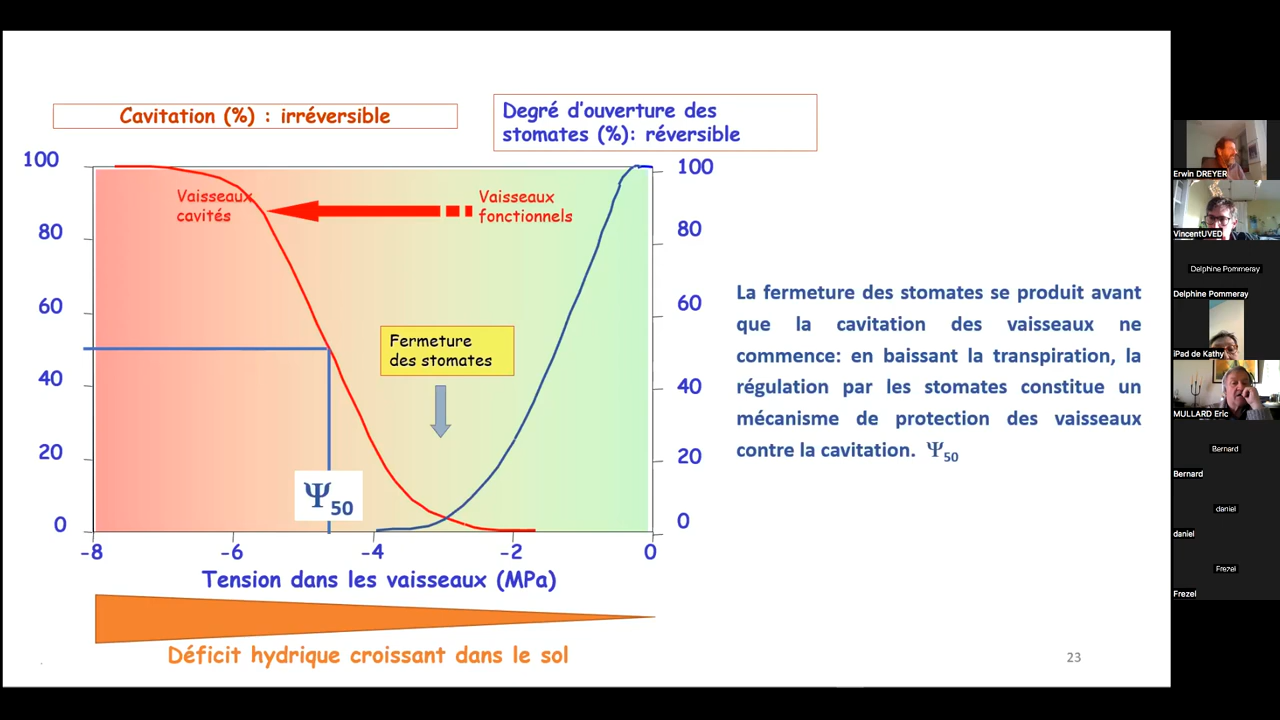 Cavitation (%) : irréversible
Degré d'ouverture des
stomates (%): réversible
100
80
60
40
20
0
Vaisseaux
cavités
Vaisseaux
fonctionnels
Fermeture
des stomates
Ψ50
100
80
60
40
20
0
-8
-6
-4
-2
0
Tension dans les vaisseaux (MPa)
Déficit hydrique croissant dans le sol
La fermeture des stomates se produit avant
que la cavitation des vaisseaux ne
commence: en baissant la transpiration, la
régulation par les stomates constitue un
mécanisme de protection des vaisseaux
contre la cavitation. Ψ50
23
Erwin DREYER
VincentUVED
Delphine Pommeray
Delphine Pommeray
iPad de Kathy
MULLARD Eric
Bernard
Bernard
daniel
daniel
Frezel
Frezel